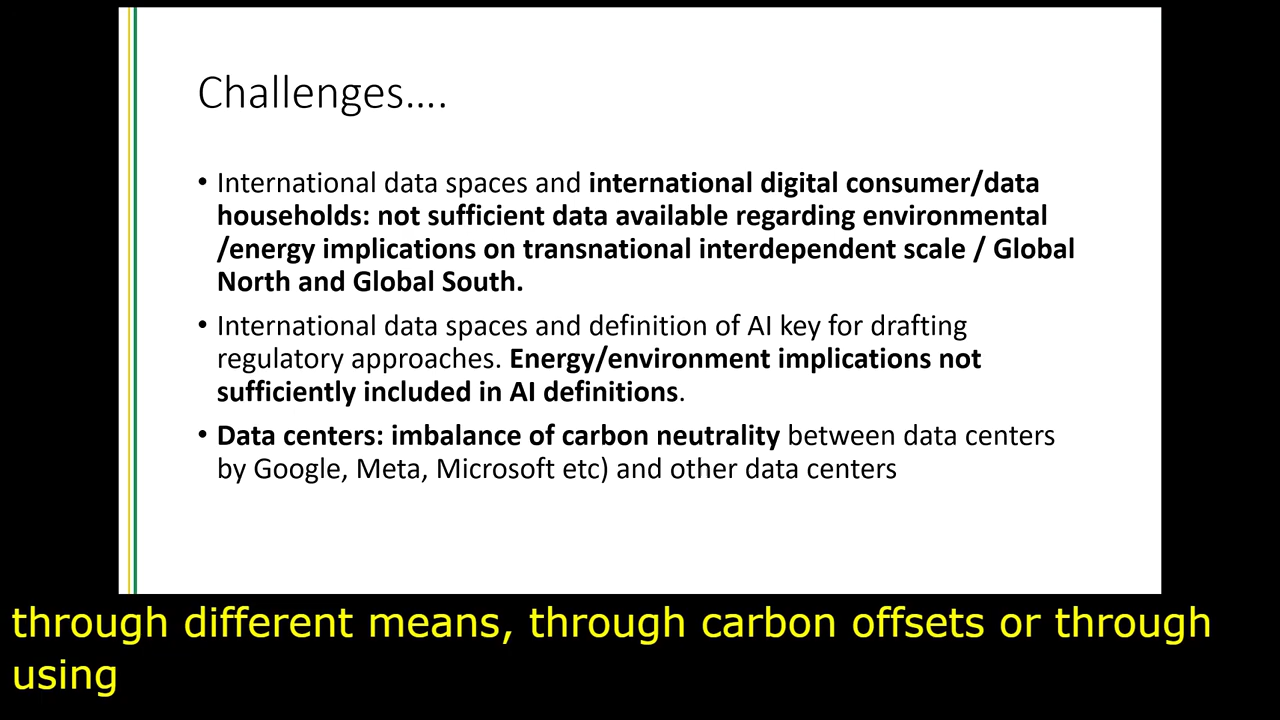 Challenges….
• International data spaces and international digital consumer/data
households: not sufficient data available regarding environmental
/energy implications on transnational interdependent scale / Global
North and Global South.
• International data spaces and definition of AI key for drafting
regulatory approaches. Energy/environment implications not
sufficiently included in AI definitions.
• Data centers: imbalance of carbon neutrality between data centers
by Google, Meta, Microsoft etc) and other data centers
through different means, through carbon offsets or through
using